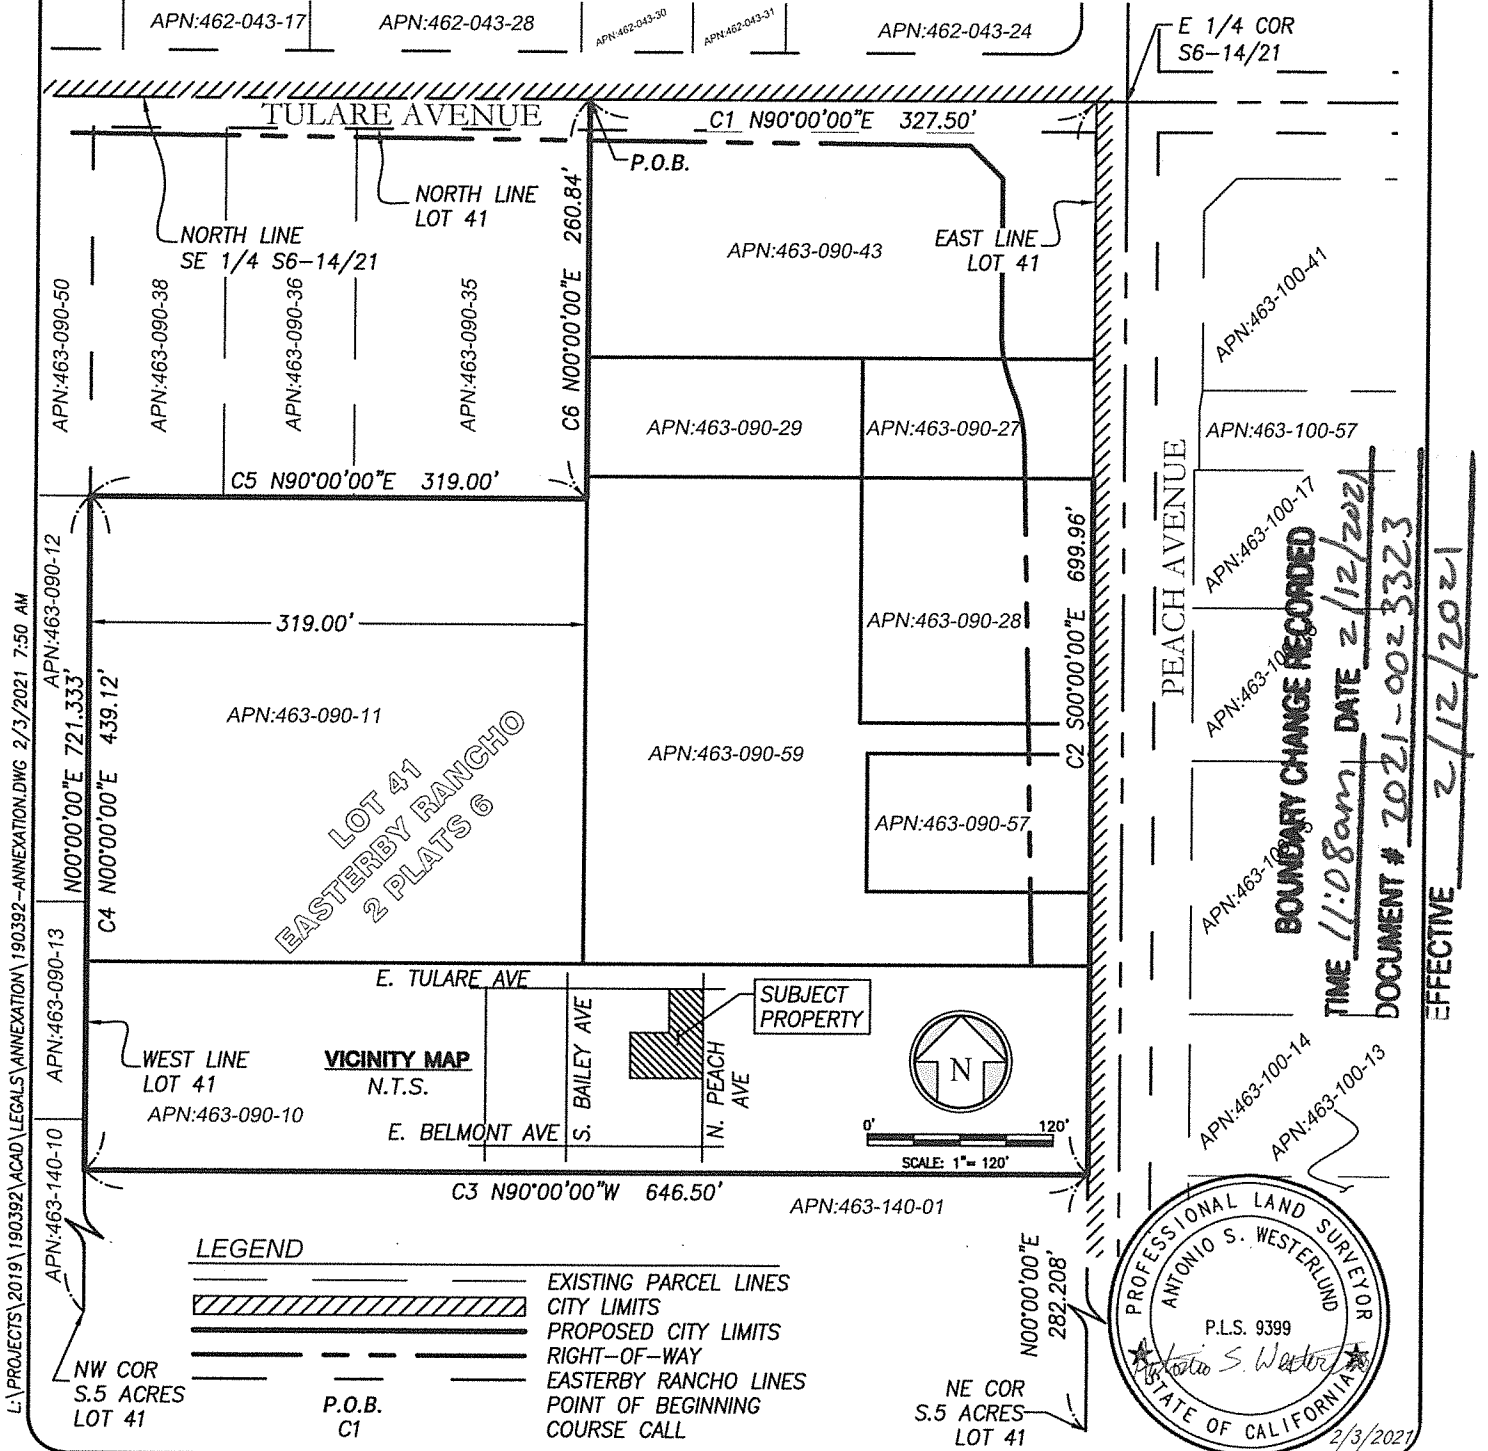 APN:462-043-17
APN:462-043-28
APN:462-043-30
APN:462-043-31
APN:462-043-24
E 1/4 COR
S6-14/21
TULARE AVENUE
C1 N90°00'00"E 327.50'
P.O.B.
NORTH LINE
LOT 41
NORTH LINE
SE 1/4 S6-14/21
C6 N00°00'00"E 260.84'
APN:463-090-43
EAST LINE
LOT 41
APN:463-090-50
APN:463-090-38
APN:463-090-36
APN:463-090-35
APN:463-100-41
APN:463-090-29
APN:463-090-27
APN:463-100-57
C5 N90°00'00"E 319.00'
PEACH AVENUE
APN:463-100-17
APN:463-090-12
C2 S00°00'00"E 699.96'
319.00'
APN:463-090-28
N00°00'00"E 721.333'
C4 N00°00'00"E 439.12'
APN:463-090-11
APN:463-090-59
LOT 41
EASTERBY RANCHO
2 PLATS 6
APN:463-090-57
BOUNDARY CHANGE RECORDED
TIME 11:08am DATE 2/12/2021
DOCUMENT # 2021-0023323
EFFECTIVE 2/12/2021
APN:463-090-13
E. TULARE AVE
SUBJECT
PROPERTY
S. BAILEY AVE
N. PEACH
AVE
VICINITY MAP
N.T.S.
E. BELMONT AVE
WEST LINE
LOT 41
APN:463-090-10
N
0' 120'
SCALE: 1"= 120'
APN:463-100-14
APN:463-100-13
APN:463-140-10
C3 N90°00'00"W 646.50'
APN:463-140-01
LEGEND
EXISTING PARCEL LINES
CITY LIMITS
PROPOSED CITY LIMITS
RIGHT-OF-WAY
EASTERBY RANCHO LINES
P.O.B. POINT OF BEGINNING
C1 COURSE CALL
NW COR
S.5 ACRES
LOT 41
N00°00'00"E
282.208'
NE COR
S.5 ACRES
LOT 41
PROFESSIONAL LAND SURVEYOR
ANTONIO S. WESTERLUND
P.L.S. 9399
STATE OF CALIFORNIA
2/3/2021
L:\PROJECTS\2019\190392\ACAD\LEGALS\ANNEXATION\190392-ANNEXATION.DWG 2/3/2021 7:50 AM